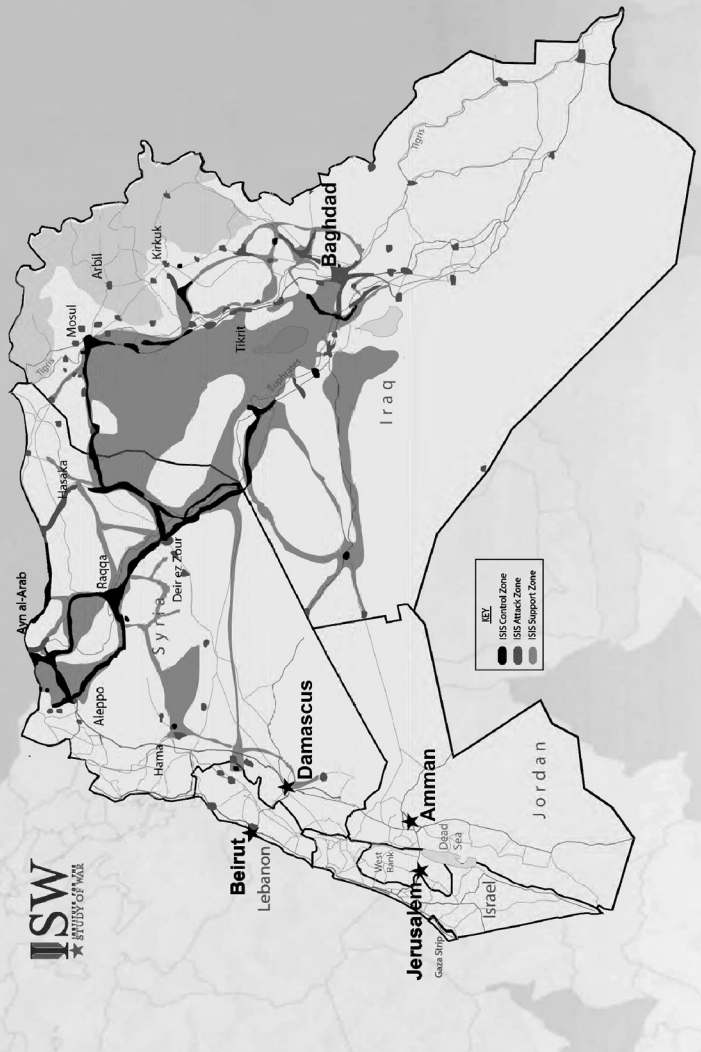 ISW
INSTITUTE FOR THE
STUDY OF WAR
Ayn al-Arab
Aleppo
Raqqa
Hasaka
Mosul
Tigris
Arbil
Kirkuk
Hama
Syria
Deir ez Zour
Tikrit
Euphrates
Baghdad
Tigris
Beirut
Lebanon
Damascus
Iraq
Jerusalem
Gaza Strip
West
Bank
Israel
Dead
Sea
Amman
Jordan
KEY
ISIS Control Zone
ISIS Attack Zone
ISIS Support Zone